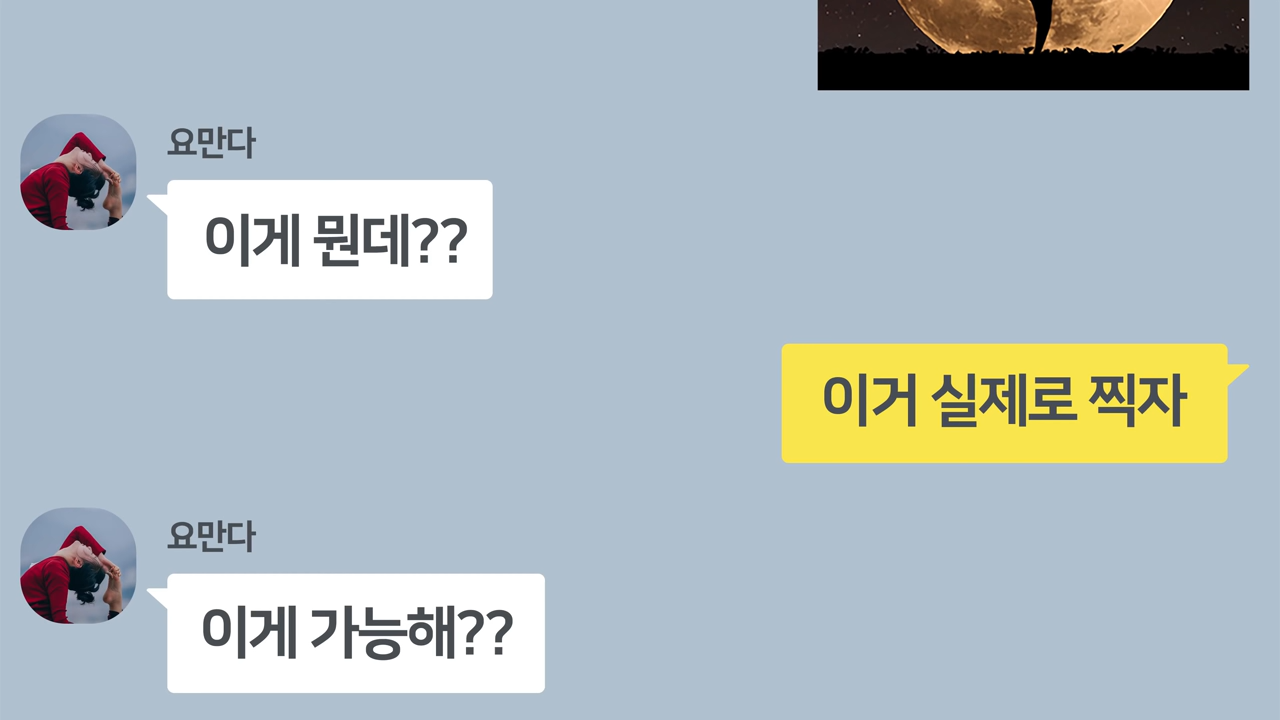 요만다
이게 뭔데??
이거 실제로 찍자
요만다
이게 가능해??